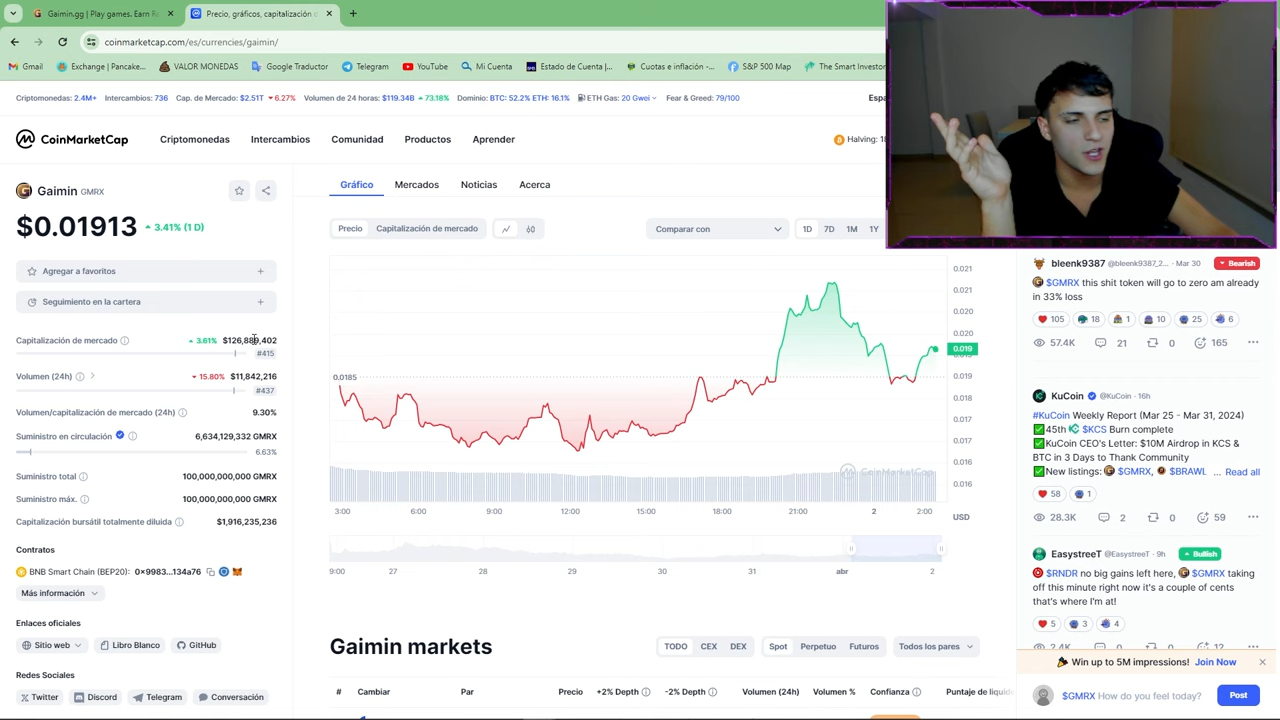 Gaimin.gg | Play games. Earn Re
Precio, gráficos, capitalización d
coinmarketcap.com/es/currencies/gaimin/
Gmail
Exchange | Pancake...
VALOR MONEDAS
Google Traductor
Telegram
YouTube
Mi Cuenta
Estado de Cuenta |...
Cuotas e inflación -...
S&P 500 Map
The Smart Investor
Criptomonedas: 2.4M+
Intercambios: 736
Cap. de Mercado: $2.51T 6.27%
Volumen de 24 horas: $119.34B 73.18%
Dominio: BTC: 52.2% ETH: 16.1%
ETH Gas: 20 Gwei
Fear & Greed: 79/100
Espa
CoinMarketCap
Criptomonedas
Intercambios
Comunidad
Productos
Aprender
Halving: 18
Gaimin GMRX
$0.01913 3.41% (1 D)
Agregar a favoritos
Seguimiento en la cartera
Capitalización de mercado 3.61% $126,889,402
#415
Volumen (24h) 15.80% $11,842,216
#437
Volumen/capitalización de mercado (24h) 9.30%
Suministro en circulación 6,634,129,332 GMRX
6.63%
Suministro total 100,000,000,000 GMRX
Suministro máx. 100,000,000,000 GMRX
Capitalización bursátil totalmente diluida $1,916,235,236
Contratos
BNB Smart Chain (BEP20): 0x9983...134a76
Más información
Enlaces oficiales
Sitio web
Libro Blanco
GitHub
Redes Sociales
Twitter
Discord
Telegram
Conversación
Gráfico
Mercados
Noticias
Acerca
Precio
Capitalización de mercado
Comparar con
1D
7D
1M
1Y
0.021
0.021
0.020
0.020
0.019
0.019
0.018
0.018
0.017
0.017
0.016
0.016
0.0185
CoinMarketCap
3:00
6:00
9:00
12:00
15:00
18:00
21:00
2
2:00
USD
9:00
27
28
29
30
31
abr
2
Gaimin markets
TODO
CEX
DEX
Spot
Perpetuo
Futuros
Todos los pares
#
Cambiar
Par
Precio
+2% Depth
-2% Depth
Volumen (24h)
Volumen %
Confianza
Puntaje de liquide
bleenk9387 @bleenk9387_2... · Mar 30 Bearish
$GMRX this shit token will go to zero am already
in 33% loss
105
18
1
10
25
6
57.4K
21
0
165
KuCoin @KuCoin · 16h
#KuCoin Weekly Report (Mar 25 - Mar 31, 2024)
45th $KCS Burn complete
KuCoin CEO's Letter: $10M Airdrop in KCS &
BTC in 3 Days to Thank Community
New listings: $GMRX, $BRAWL ... Read all
58
1
28.3K
2
0
59
EasystreeT @EasystreeT · 9h Bullish
$RNDR no big gains left here, $GMRX taking
off this minute right now it's a couple of cents
that's where I'm at!
5
3
4
2.4K
0
0
12
Win up to 5M impressions! Join Now
$GMRX How do you feel today?
Post